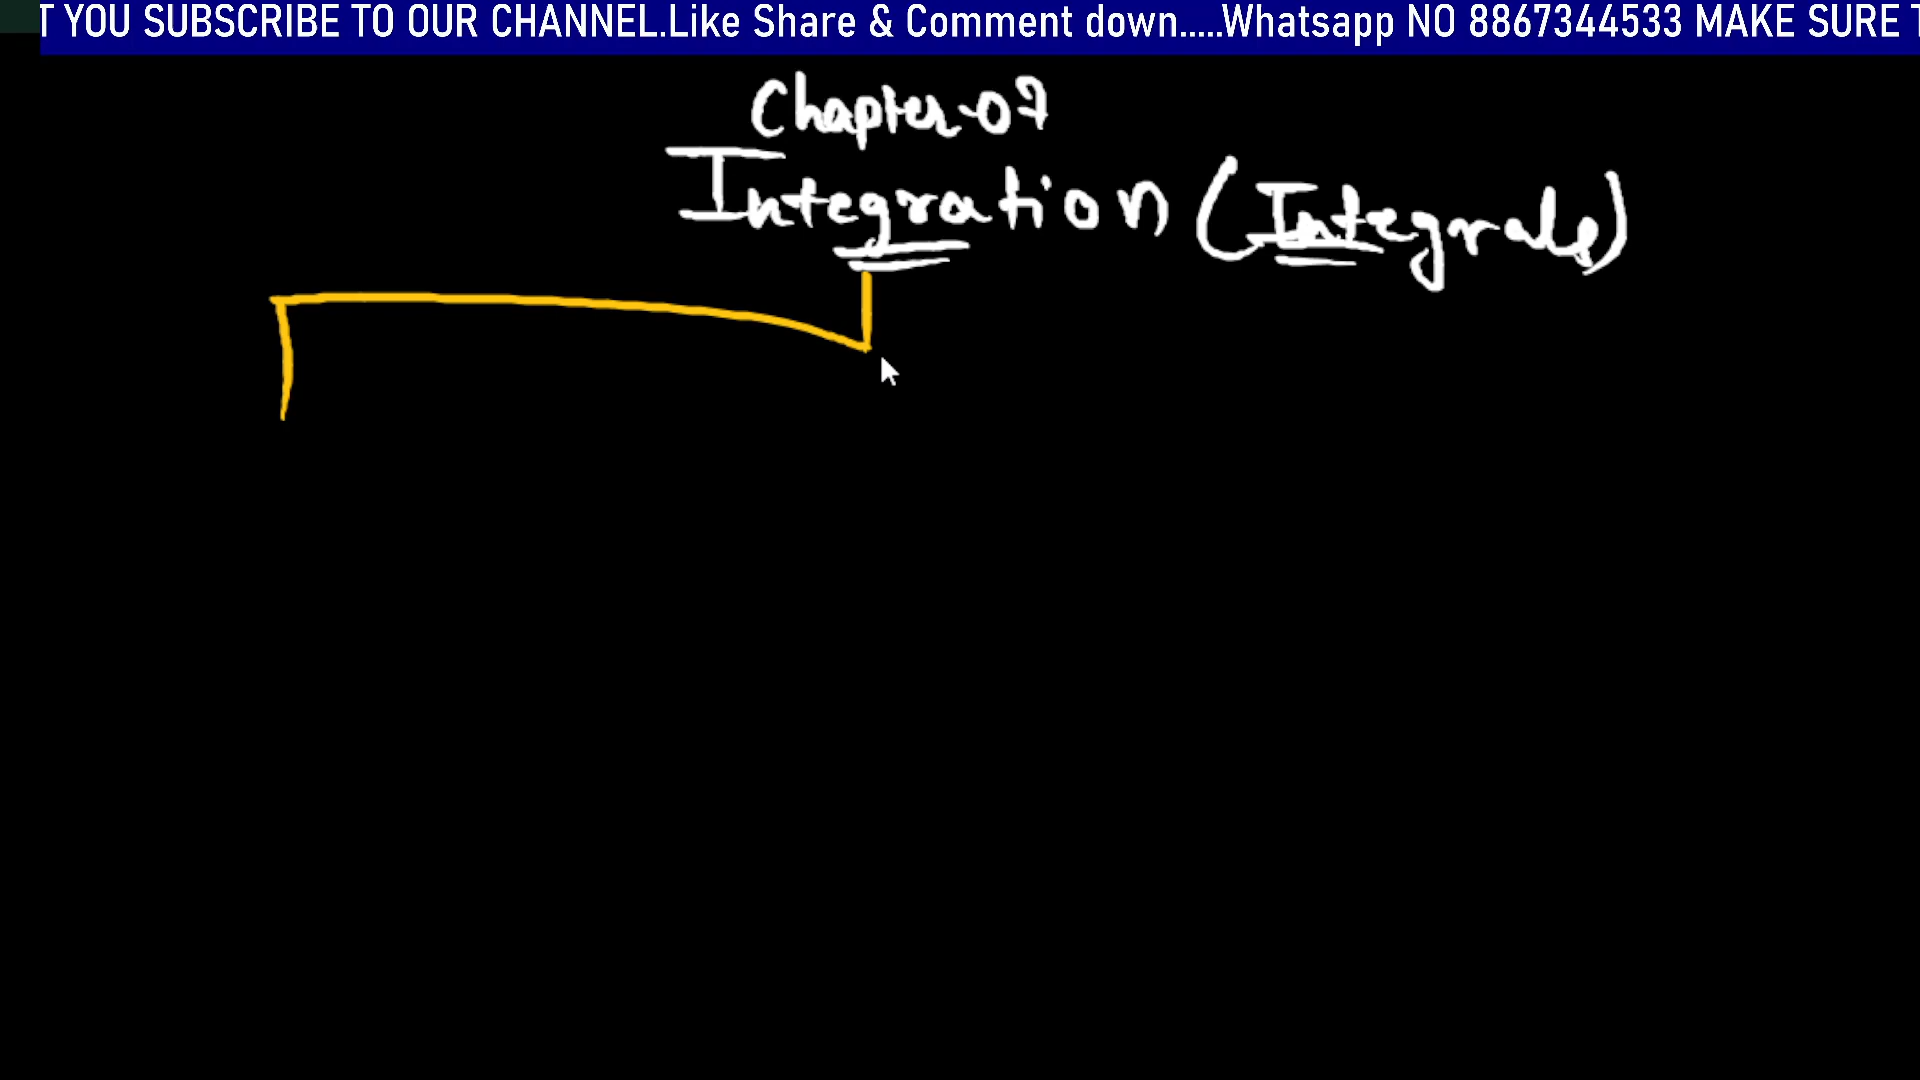 T YOU SUBSCRIBE TO OUR CHANNEL.Like Share & Comment down.....Whatsapp NO 8867344533 MAKE SURE T
Chapter-07
Integration (Integrals)